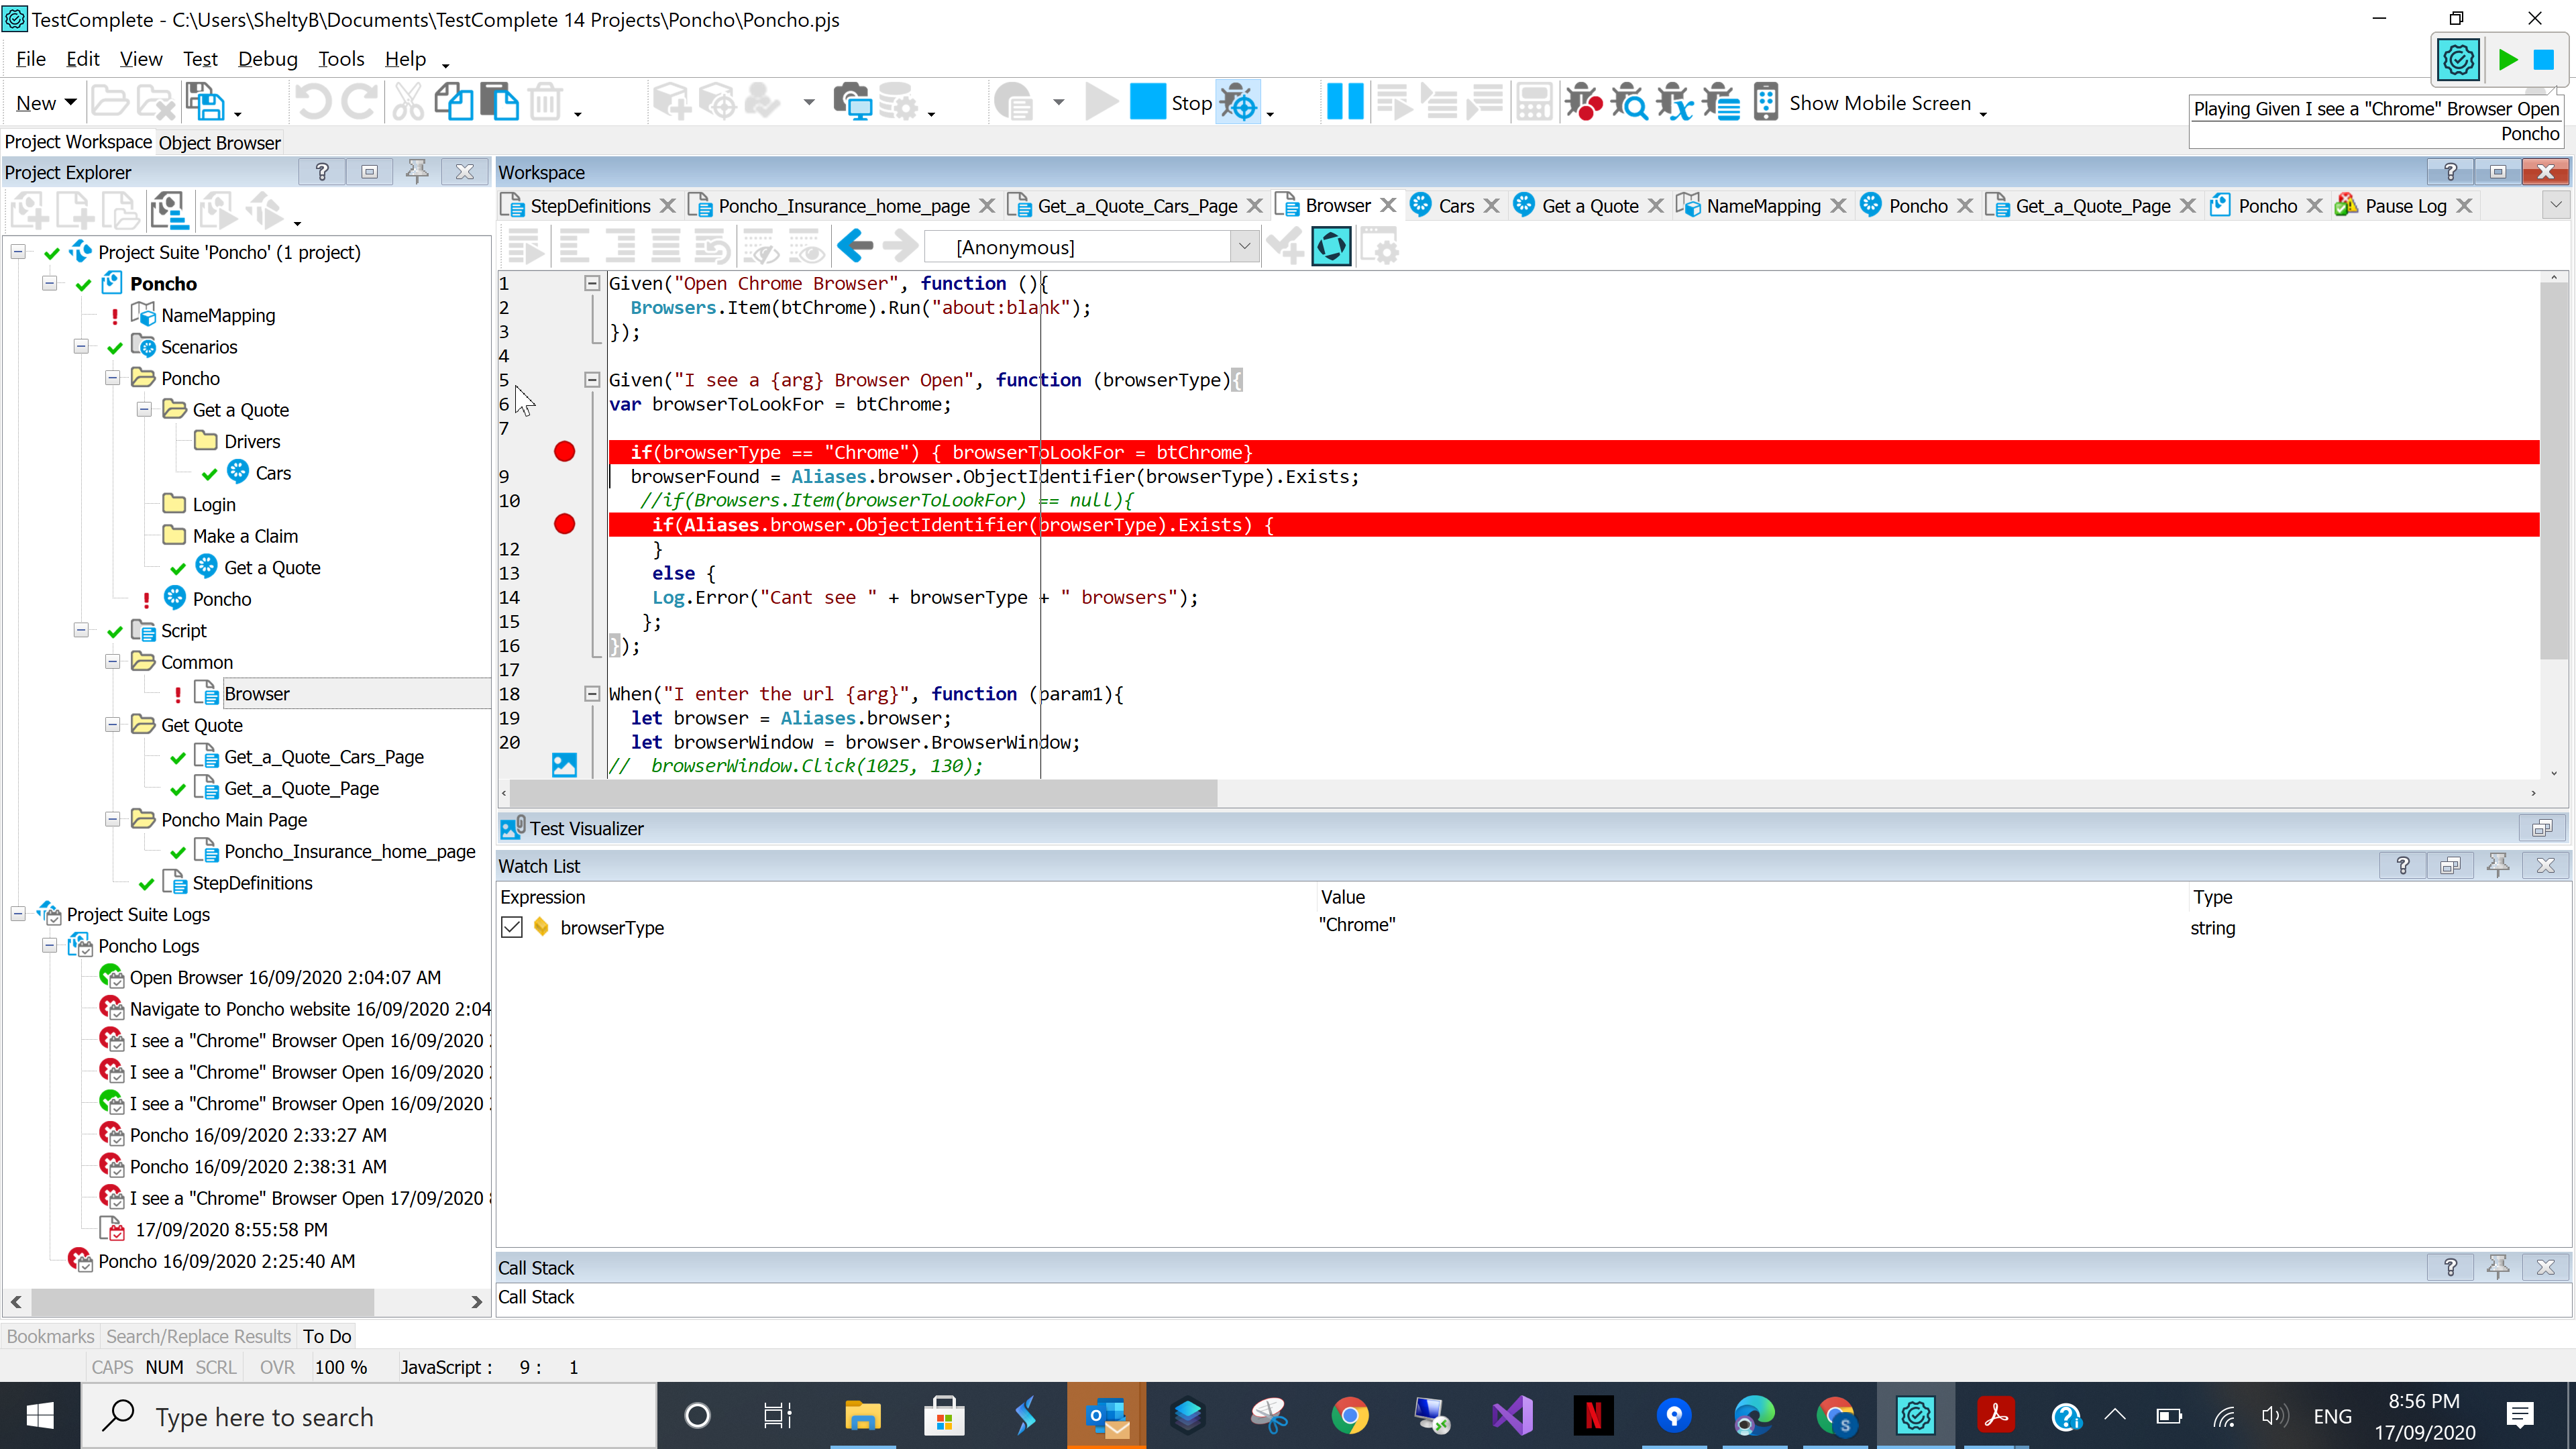 TestComplete - C:\Users\SheltyB\Documents\TestComplete 14 Projects\Poncho\Poncho.pjs
File Edit View Test Debug Tools Help
New Stop Show Mobile Screen
Playing Given I see a "Chrome" Browser Open
Poncho
Project Workspace Object Browser
Project Explorer
Workspace
StepDefinitions Poncho_Insurance_home_page Get_a_Quote_Cars_Page Browser Cars Get a Quote NameMapping Poncho Get_a_Quote_Page Poncho Pause Log
[Anonymous]
Project Suite 'Poncho' (1 project)
Poncho
NameMapping
Scenarios
Poncho
Get a Quote
Drivers
Cars
Login
Make a Claim
Get a Quote
Poncho
Script
Common
Browser
Get Quote
Get_a_Quote_Cars_Page
Get_a_Quote_Page
Poncho Main Page
Poncho_Insurance_home_page
StepDefinitions
Project Suite Logs
Poncho Logs
Open Browser 16/09/2020 2:04:07 AM
Navigate to Poncho website 16/09/2020 2:04
I see a "Chrome" Browser Open 16/09/2020
I see a "Chrome" Browser Open 16/09/2020
I see a "Chrome" Browser Open 16/09/2020
Poncho 16/09/2020 2:33:27 AM
Poncho 16/09/2020 2:38:31 AM
I see a "Chrome" Browser Open 17/09/2020
17/09/2020 8:55:58 PM
Poncho 16/09/2020 2:25:40 AM
1 Given("Open Chrome Browser", function (){
2 Browsers.Item(btChrome).Run("about:blank");
3 });
4
5 Given("I see a {arg} Browser Open", function (browserType){
6 var browserToLookFor = btChrome;
7
if(browserType == "Chrome") { browserToLookFor = btChrome}
9 browserFound = Aliases.browser.ObjectIdentifier(browserType).Exists;
10 //if(Browsers.Item(browserToLookFor) == null){
if(Aliases.browser.ObjectIdentifier(browserType).Exists) {
12 }
13 else {
14 Log.Error("Cant see " + browserType + " browsers");
15 };
16 });
17
18 When("I enter the url {arg}", function (param1){
19 let browser = Aliases.browser;
20 let browserWindow = browser.BrowserWindow;
// browserWindow.Click(1025, 130);
Test Visualizer
Watch List
Expression Value Type
browserType "Chrome" string
Call Stack
Call Stack
Bookmarks Search/Replace Results To Do
CAPS NUM SCRL OVR 100 % JavaScript : 9 : 1
Type here to search
ENG
8:56 PM
17/09/2020